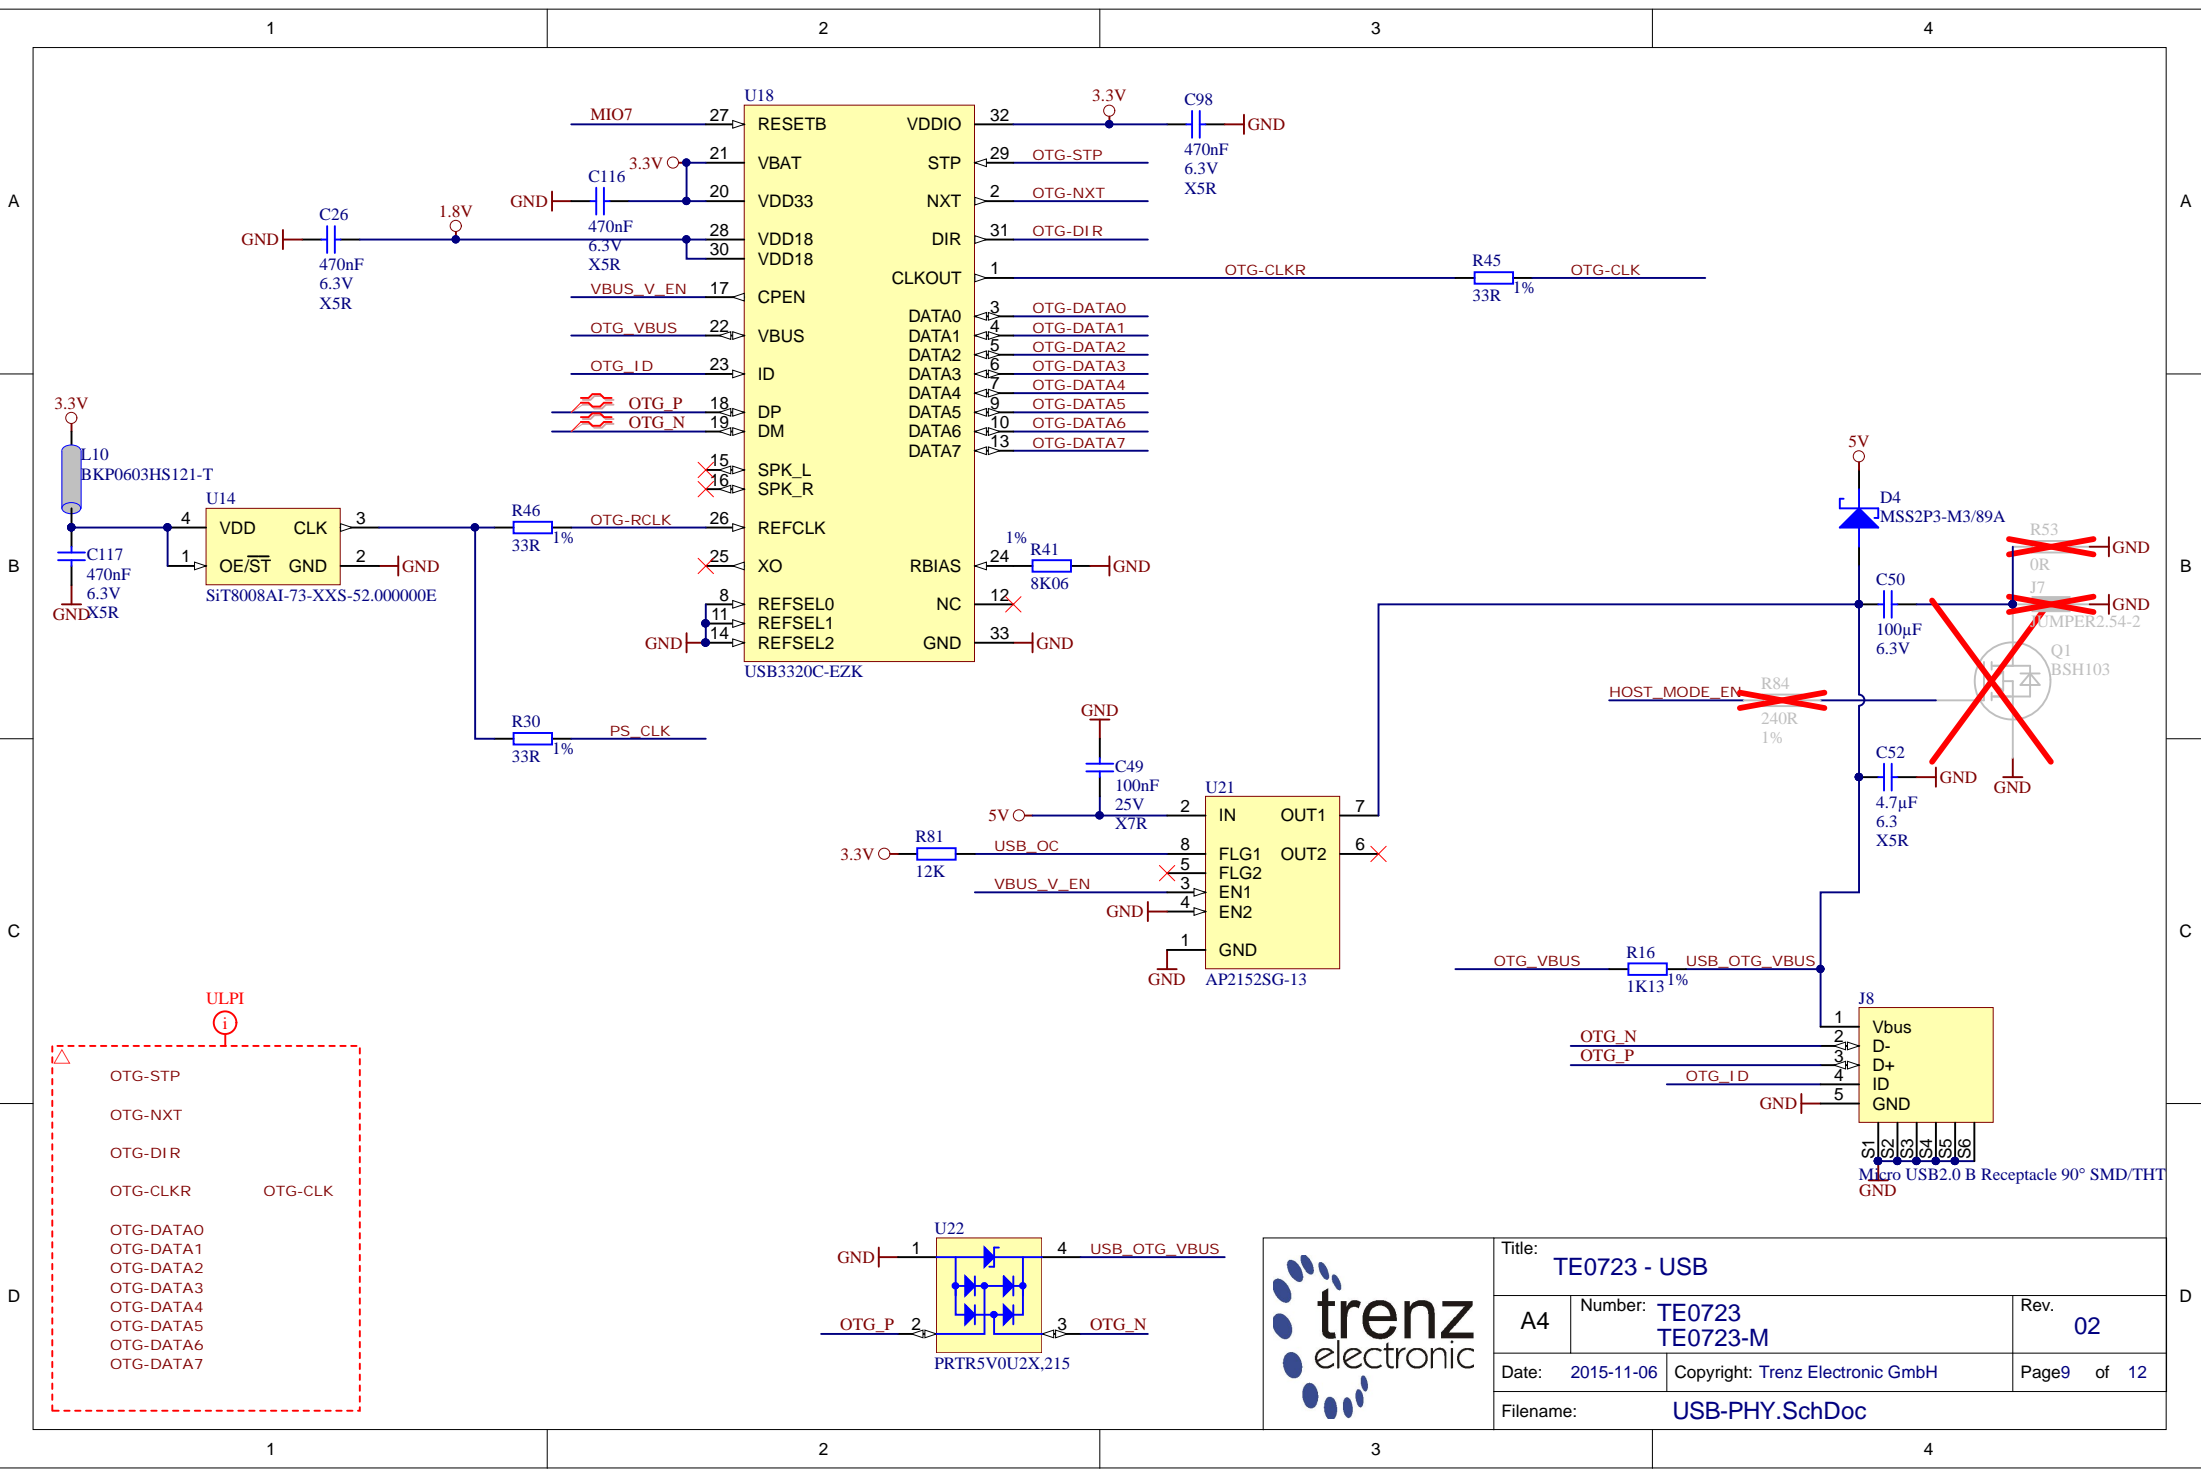 1 2 3 4
A A
B B
C C
D D
1 2 3 4
U18
MIO7 27 RESETB
3.3V 21 VBAT
20 VDD33
GND C116 470nF 6.3V X5R
GND C26 470nF 6.3V X5R
1.8V 28 VDD18
30 VDD18
VBUS_V_EN 17 CPEN
OTG_VBUS 22 VBUS
OTG_ID 23 ID
OTG_P 18 DP
OTG_N 19 DM
15 SPK_L
16 SPK_R
OTG-RCLK 26 REFCLK
25 XO
8 REFSEL0
11 REFSEL1
GND 14 REFSEL2
USB3320C-EZK
VDDIO 32 3.3V
C98 470nF 6.3V X5R GND
STP 29 OTG-STP
NXT 2 OTG-NXT
DIR 31 OTG-DIR
CLKOUT 1 OTG-CLKR R45 33R 1% OTG-CLK
DATA0 3 OTG-DATA0
DATA1 4 OTG-DATA1
DATA2 5 OTG-DATA2
DATA3 6 OTG-DATA3
DATA4 7 OTG-DATA4
DATA5 9 OTG-DATA5
DATA6 10 OTG-DATA6
DATA7 13 OTG-DATA7
RBIAS 24 1% R41 8K06 GND
NC 12
GND 33 GND
3.3V
L10
BKP0603HS121-T
C117
470nF
6.3V
X5R
GND
U14
4 VDD CLK 3
1 OE/ST GND 2 GND
SiT8008AI-73-XXS-52.000000E
R46 33R 1%
R30 33R 1% PS_CLK
5V
D4
MSS2P3-M3/89A
R53
0R
GND
J7
JUMPER2.54-2
GND
C50
100µF
6.3V
Q1
BSH103
GND
HOST_MODE_EN
R84
240R
1%
C52
4.7µF
6.3
X5R
GND
GND
C49
100nF
25V
X7R
U21
5V 2 IN OUT1 7
3.3V R81 12K USB_OC 8 FLG1 OUT2 6
5 FLG2
VBUS_V_EN 3 EN1
GND 4 EN2
1 GND
GND
AP2152SG-13
OTG_VBUS R16 1K13 1% USB_OTG_VBUS
J8
1 Vbus
OTG_N 2 D-
OTG_P 3 D+
OTG_ID 4 ID
GND 5 GND
S1 S2 S3 S4 S5 S6
Micro USB2.0 B Receptacle 90° SMD/THT
GND
ULPI
i
OTG-STP
OTG-NXT
OTG-DIR
OTG-CLKR OTG-CLK
OTG-DATA0
OTG-DATA1
OTG-DATA2
OTG-DATA3
OTG-DATA4
OTG-DATA5
OTG-DATA6
OTG-DATA7
U22
GND 1 4 USB_OTG_VBUS
OTG_P 2 3 OTG_N
PRTR5V0U2X,215
trenz
electronic
Title: TE0723 - USB
A4 Number: TE0723
TE0723-M
Rev. 02
Date: 2015-11-06 Copyright: Trenz Electronic GmbH Page9 of 12
Filename: USB-PHY.SchDoc